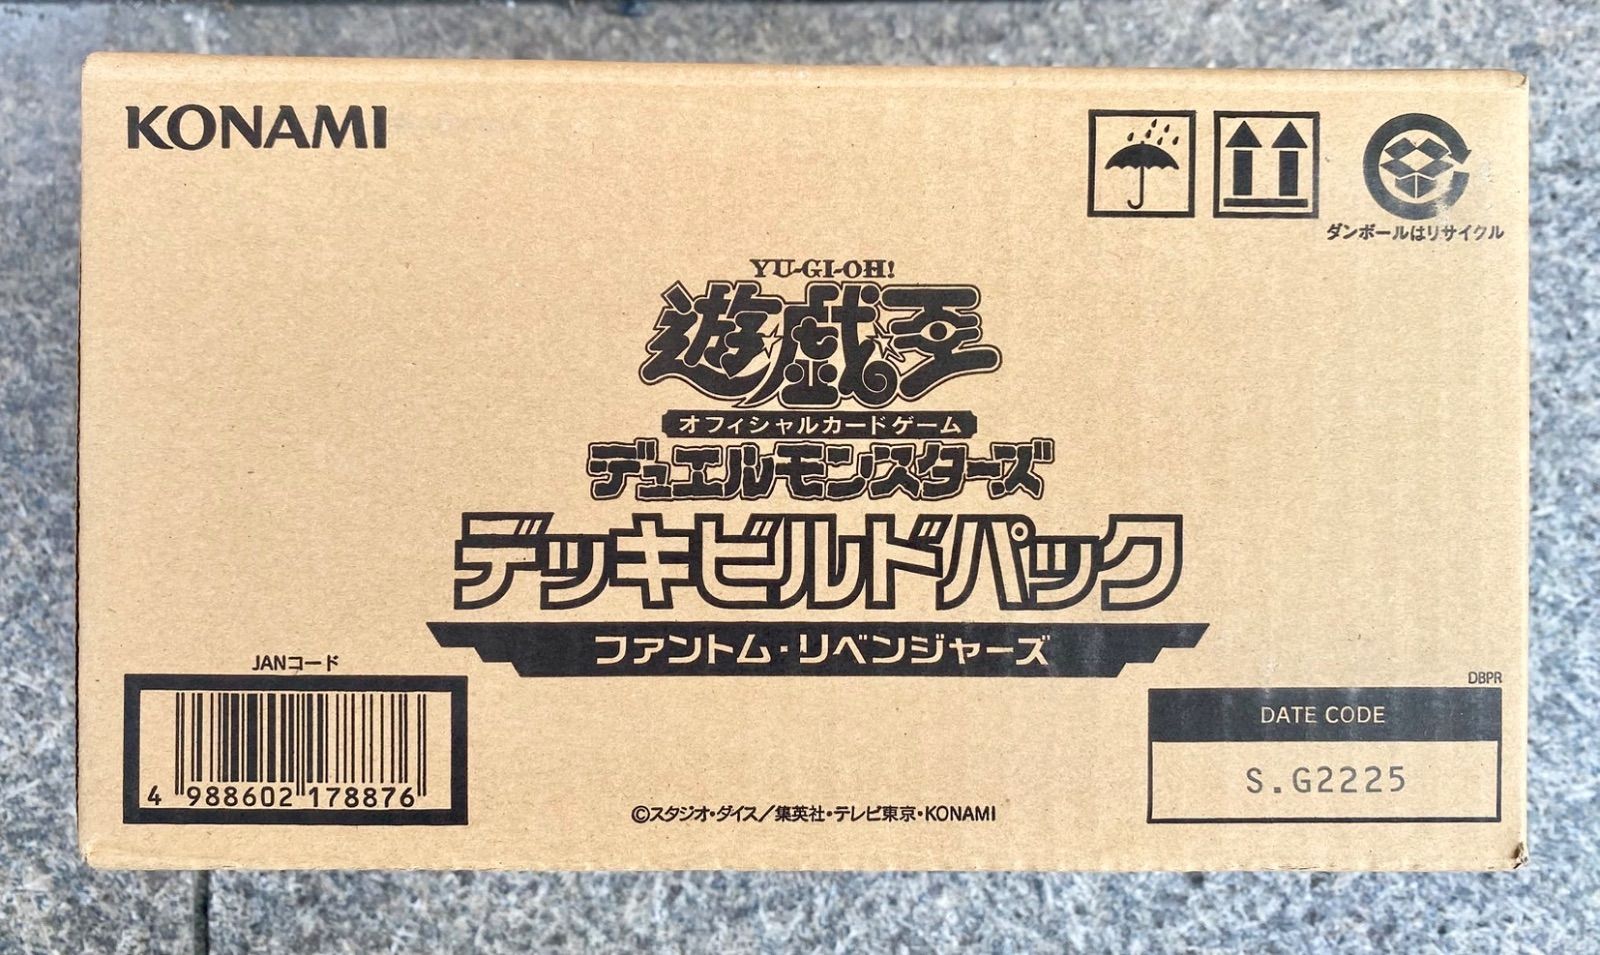 KONAMI
ダンボールはリサイクル
YU-GI-OH!
遊☆戯☆王
オフィシャルカードゲーム
デュエルモンスターズ
デッキビルドパック
ファントム・リベンジャーズ
JANコード
4 988602 178876
DBPR
DATE CODE
S.G2225
©スタジオ・ダイス／集英社・テレビ東京・KONAMI